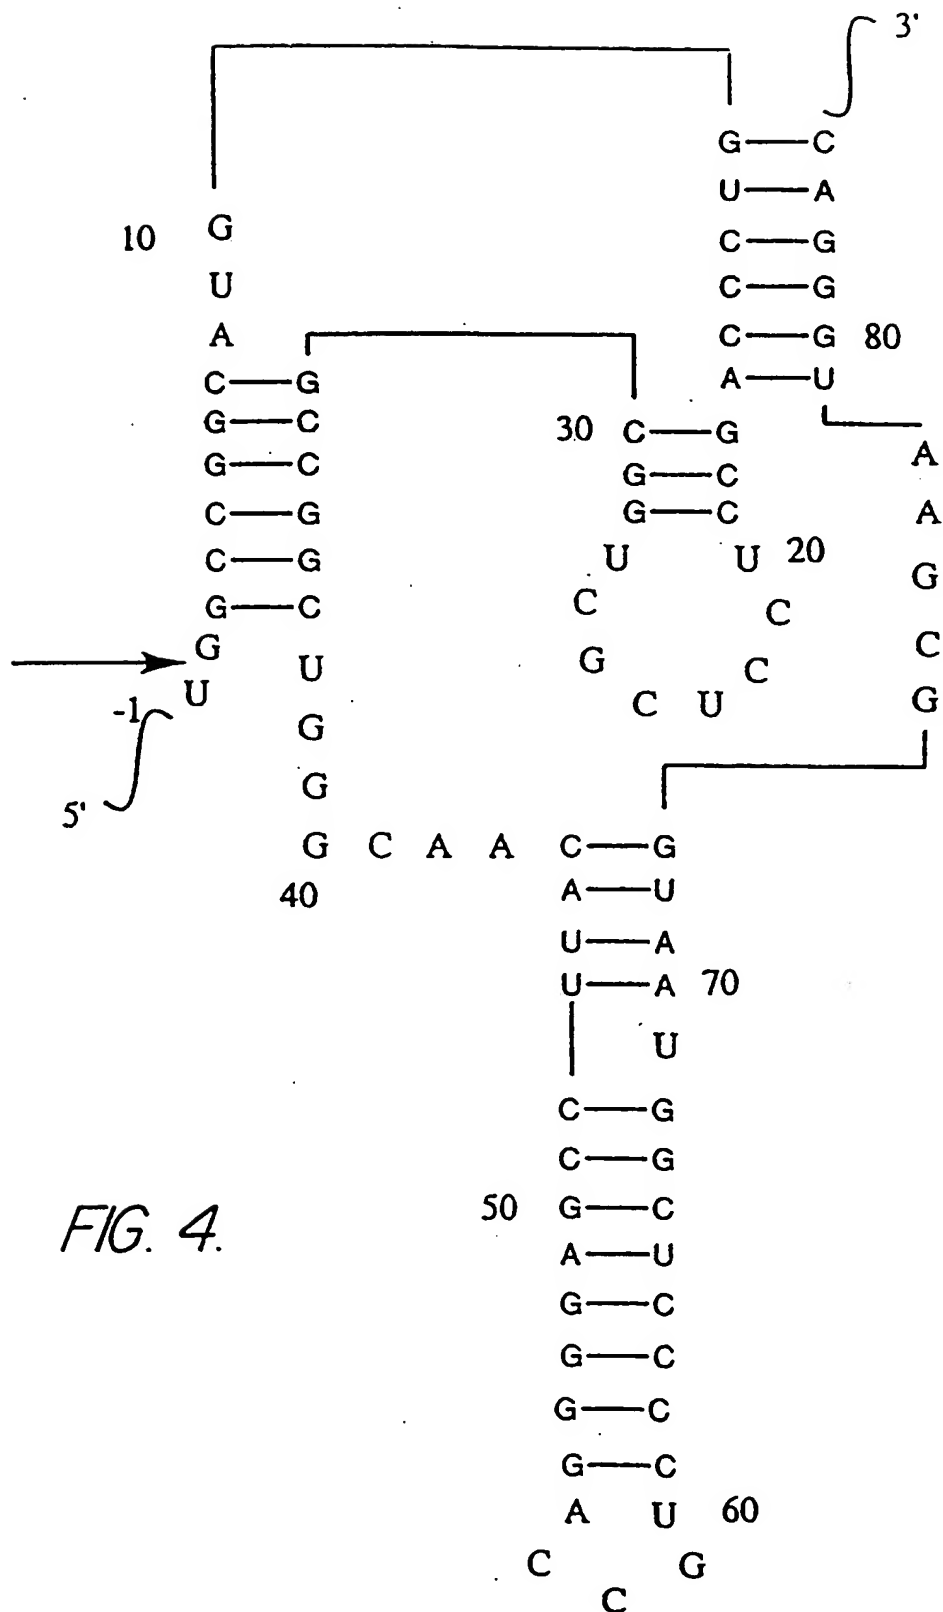 3'
G C
U A
10 G C G
U C G
A C G 80
C G A U
G C 30 C G A
G C G C A
C G G C G
C G U U 20 C
G C C C G
G U G C
U G C U
-1
5' G
G C A A C G
40 A U
U A
U A 70
U
C G
C G
50 G C
FIG. 4.
A U
G C
G C
G C
G C
A U 60
C G
C